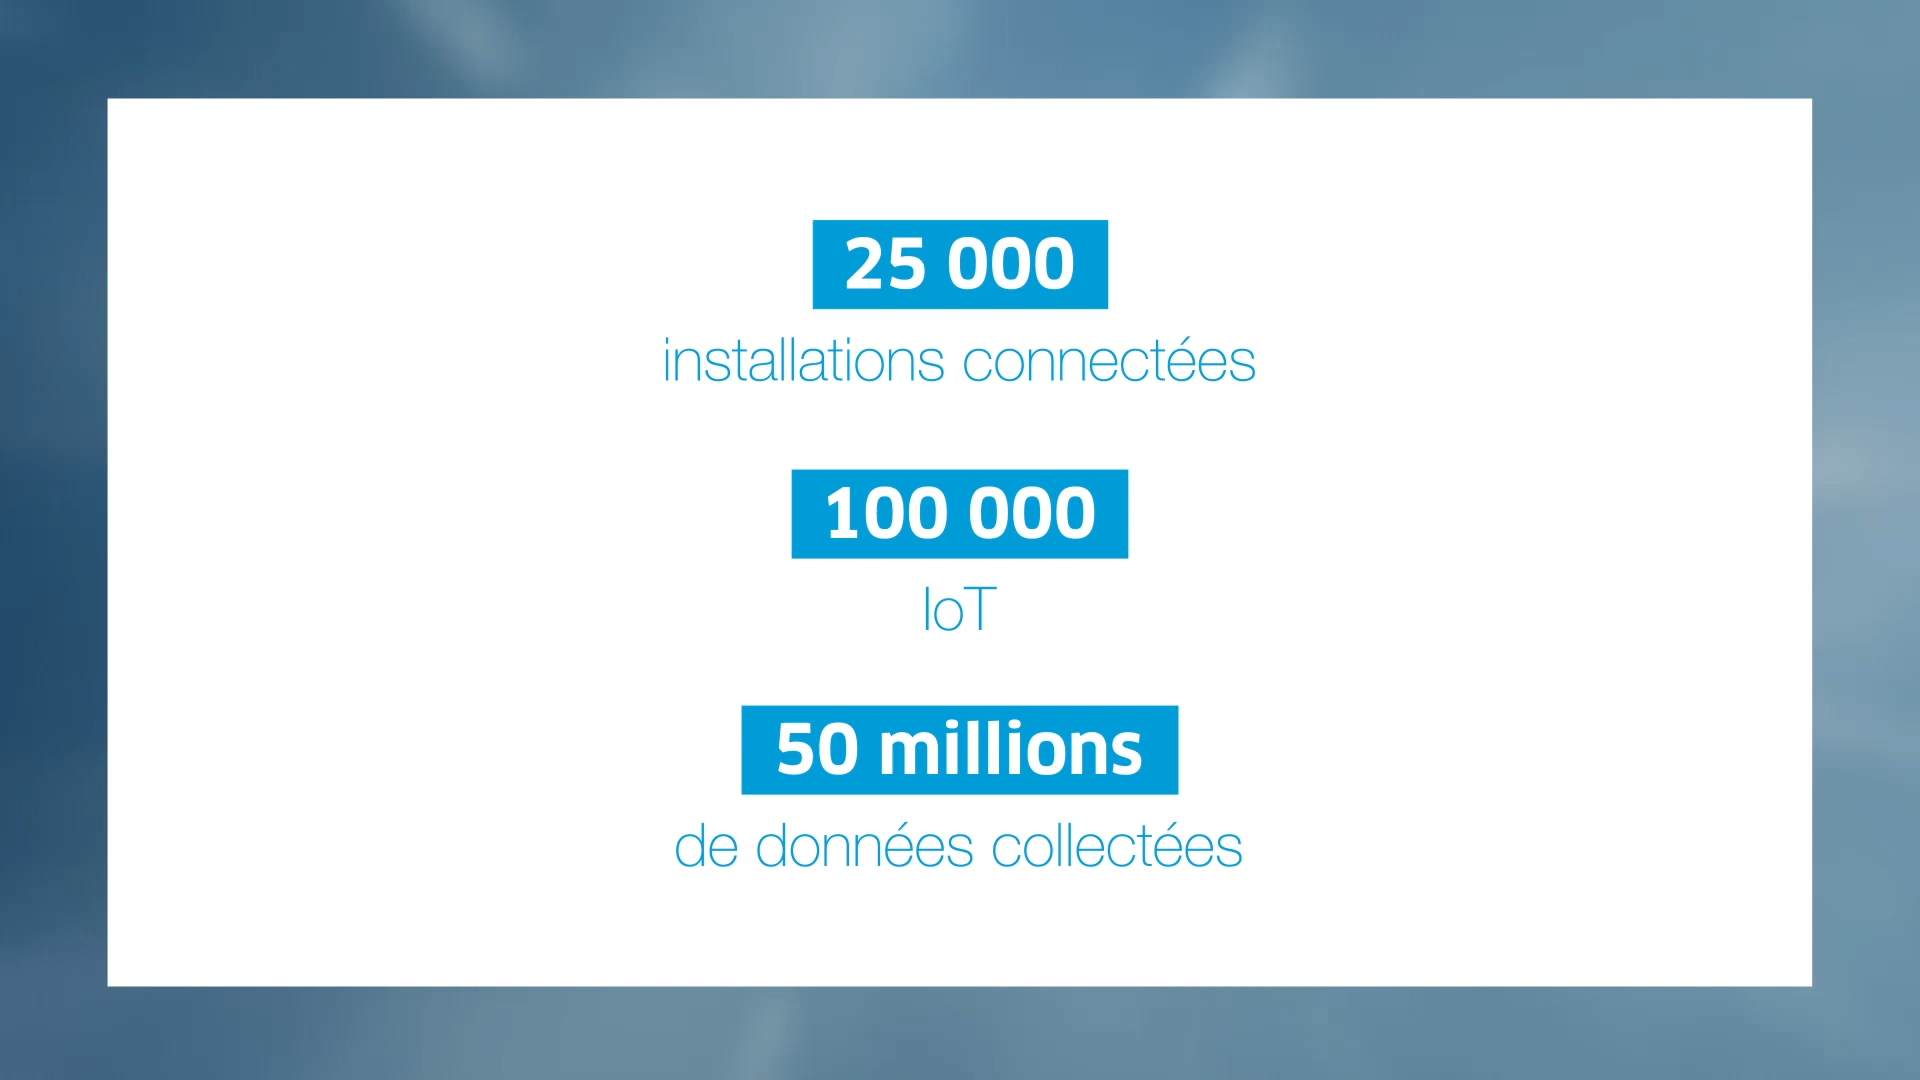 25 000
installations connectées
100 000
IoT
50 millions
de données collectées